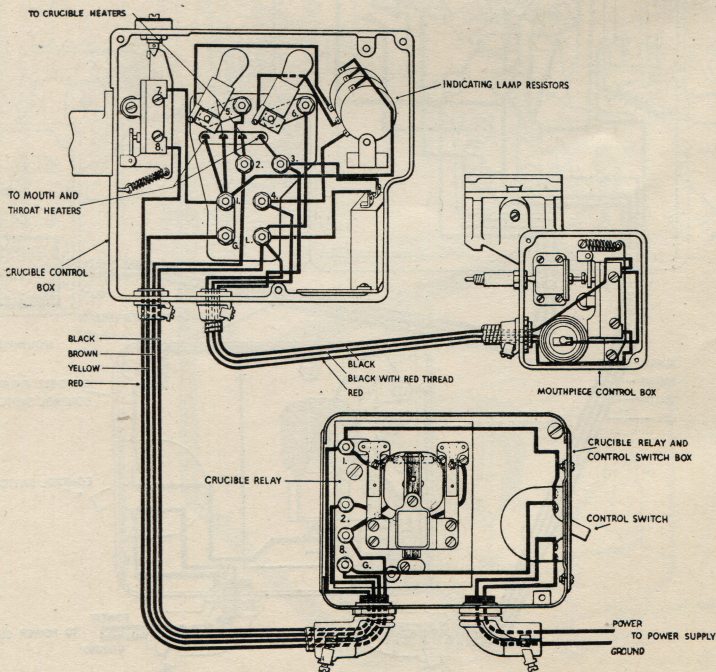 TO CRUCIBLE HEATERS
INDICATING LAMP RESISTORS
7.
8.
5.
6.
2.
3.
1.
4.
G.
L.
TO MOUTH AND
THROAT HEATERS
CRUCIBLE CONTROL
BOX
BLACK
BROWN
YELLOW
RED
BLACK
BLACK WITH RED THREAD
RED
MOUTHPIECE CONTROL BOX
CRUCIBLE RELAY AND
CONTROL SWITCH BOX
CRUCIBLE RELAY
1.
2.
8.
G.
CONTROL SWITCH
POWER
TO POWER SUPPLY
GROUND